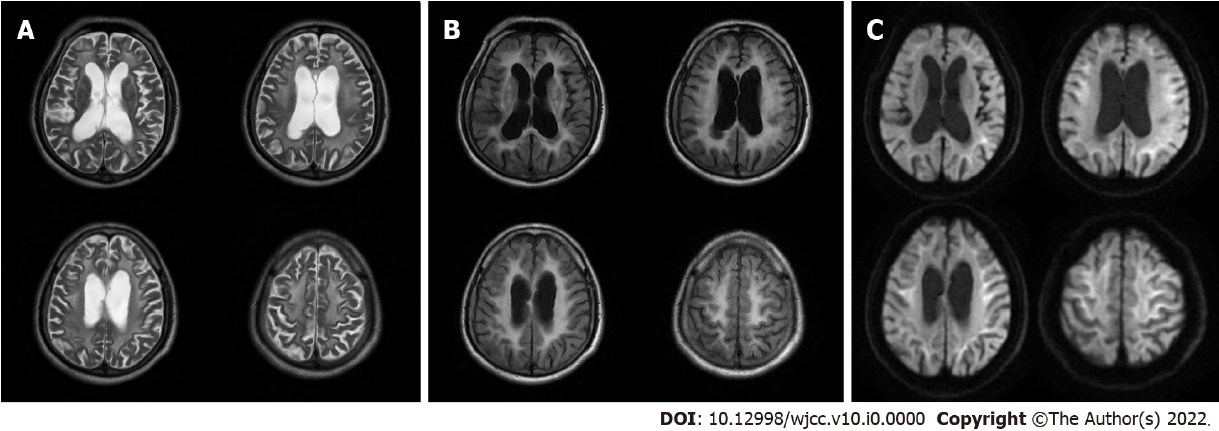 A
B
C
DOI: 10.12998/wjcc.v10.i0.0000 Copyright ©The Author(s) 2022.